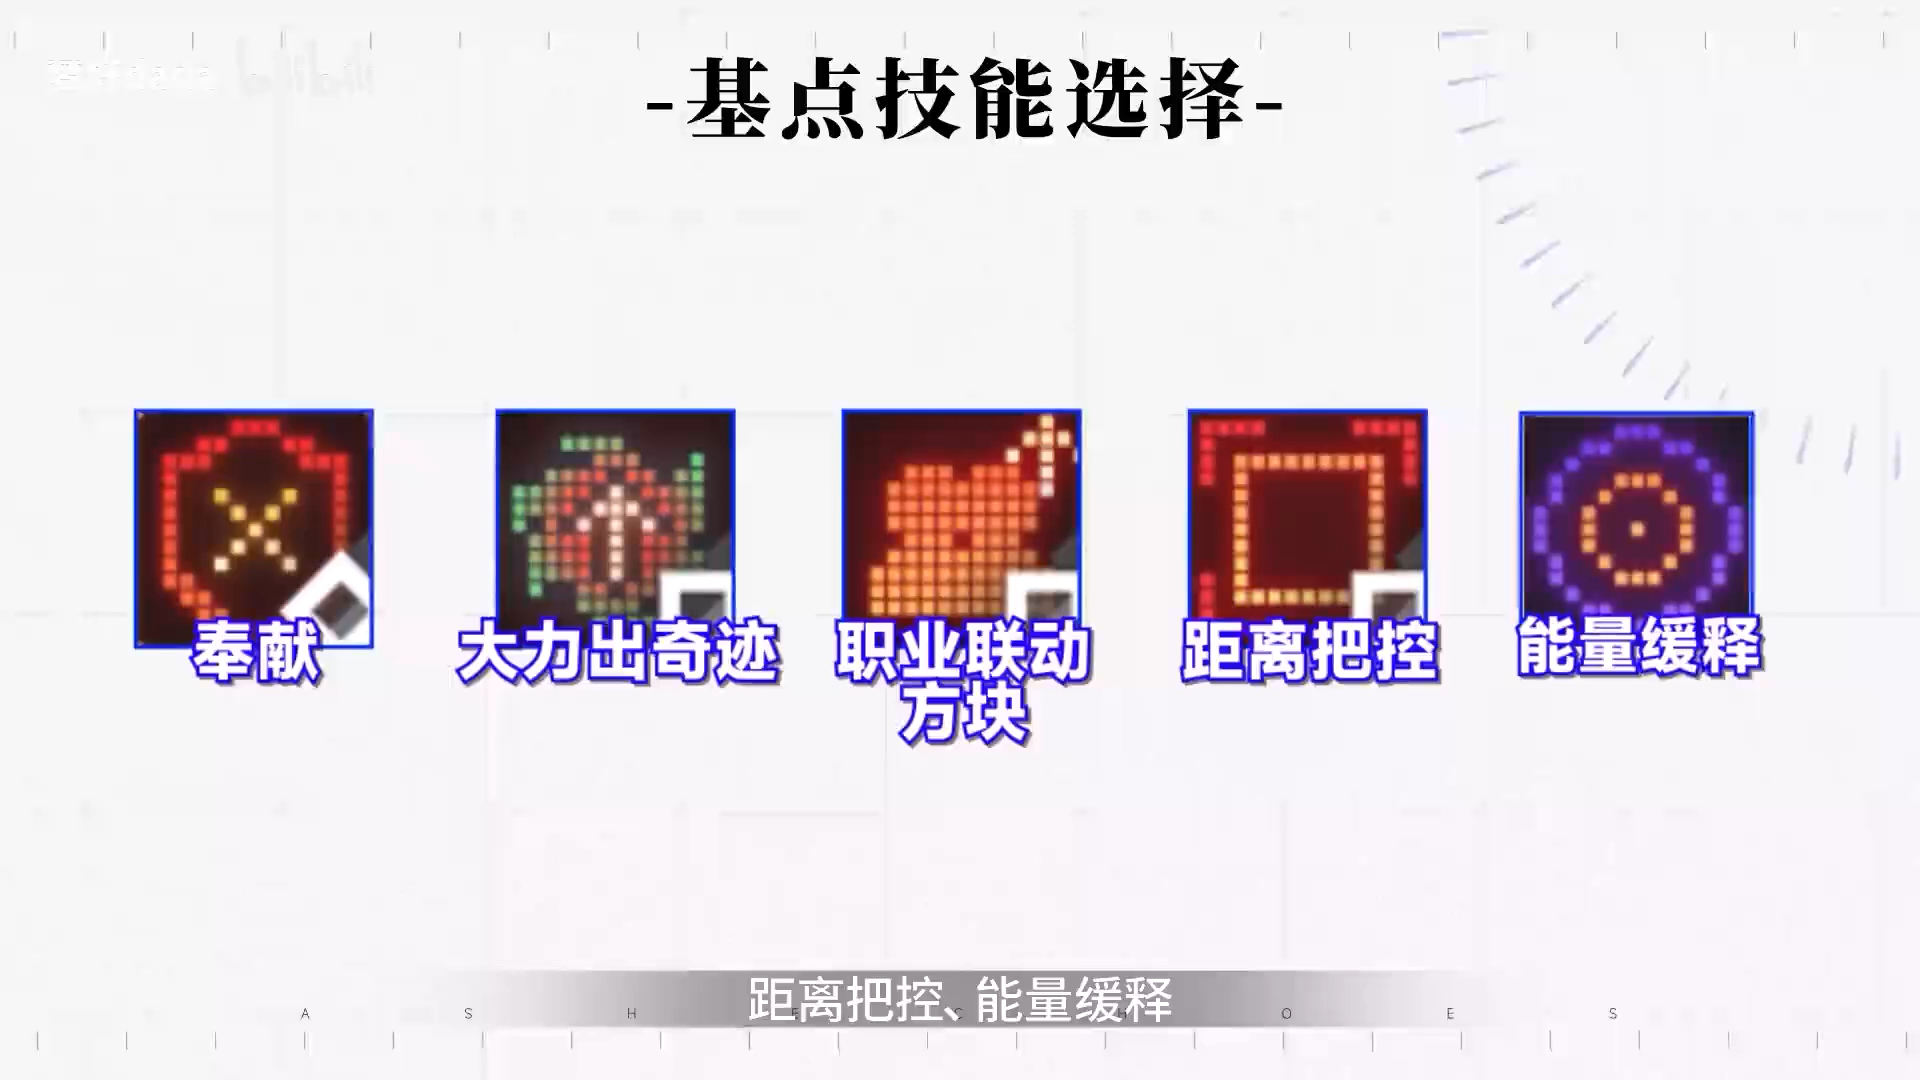 -基点技能选择-
奉献
大力出奇迹
职业联动
方块
距离把控
能量缓释
距离把控、能量缓释
A S H E C H O E S